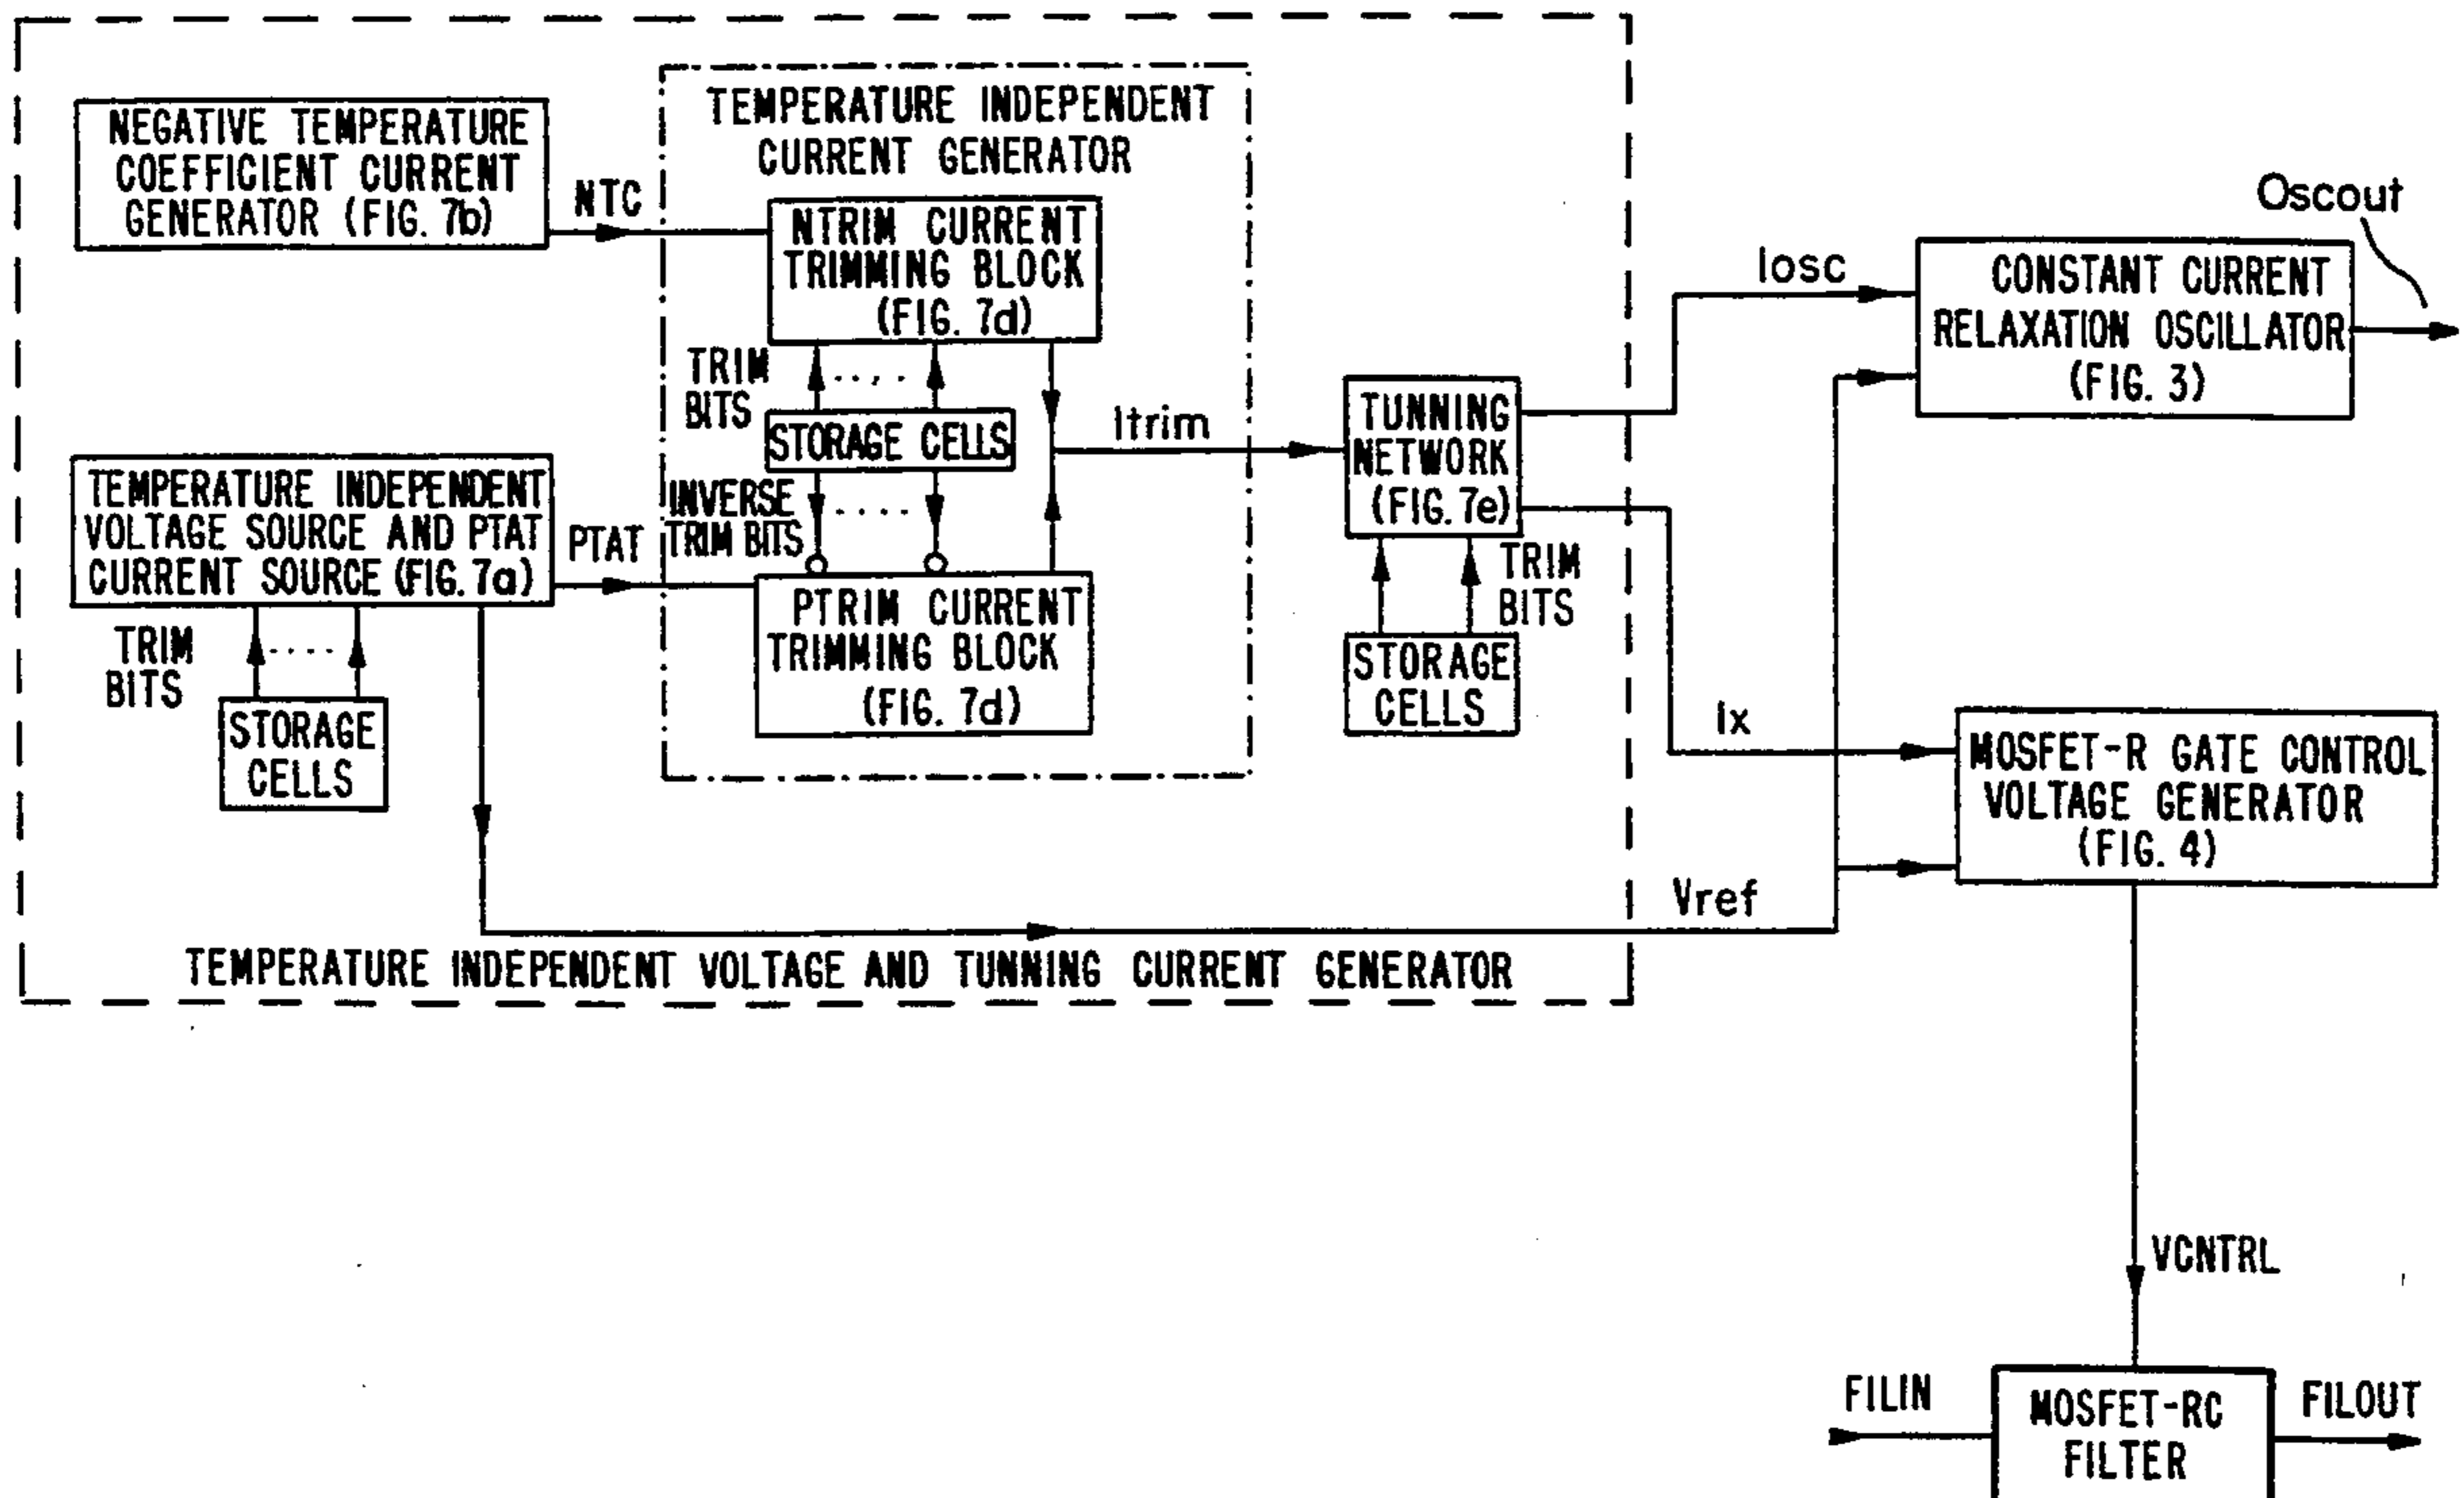 NEGATIVE TEMPERATURE
COEFFICIENT CURRENT
GENERATOR (FIG. 7b)
NTC
TEMPERATURE INDEPENDENT
CURRENT GENERATOR
NTRIM CURRENT
TRIMMING BLOCK
(FIG. 7d)
TRIM
BITS
STORAGE CELLS
INVERSE
TRIM BITS
PTRIM CURRENT
TRIMMING BLOCK
(FIG. 7d)
TEMPERATURE INDEPENDENT
VOLTAGE SOURCE AND PTAT
CURRENT SOURCE (FIG. 7a)
PTAT
TRIM
BITS
STORAGE
CELLS
Itrim
TUNNING
NETWORK
(FIG. 7e)
TRIM
BITS
STORAGE
CELLS
Iosc
CONSTANT CURRENT
RELAXATION OSCILLATOR
(FIG. 3)
Oscout
Ix
MOSFET-R GATE CONTROL
VOLTAGE GENERATOR
(FIG. 4)
Vref
TEMPERATURE INDEPENDENT VOLTAGE AND TUNNING CURRENT GENERATOR
VCNTRL
FILIN
MOSFET-RC
FILTER
FILOUT